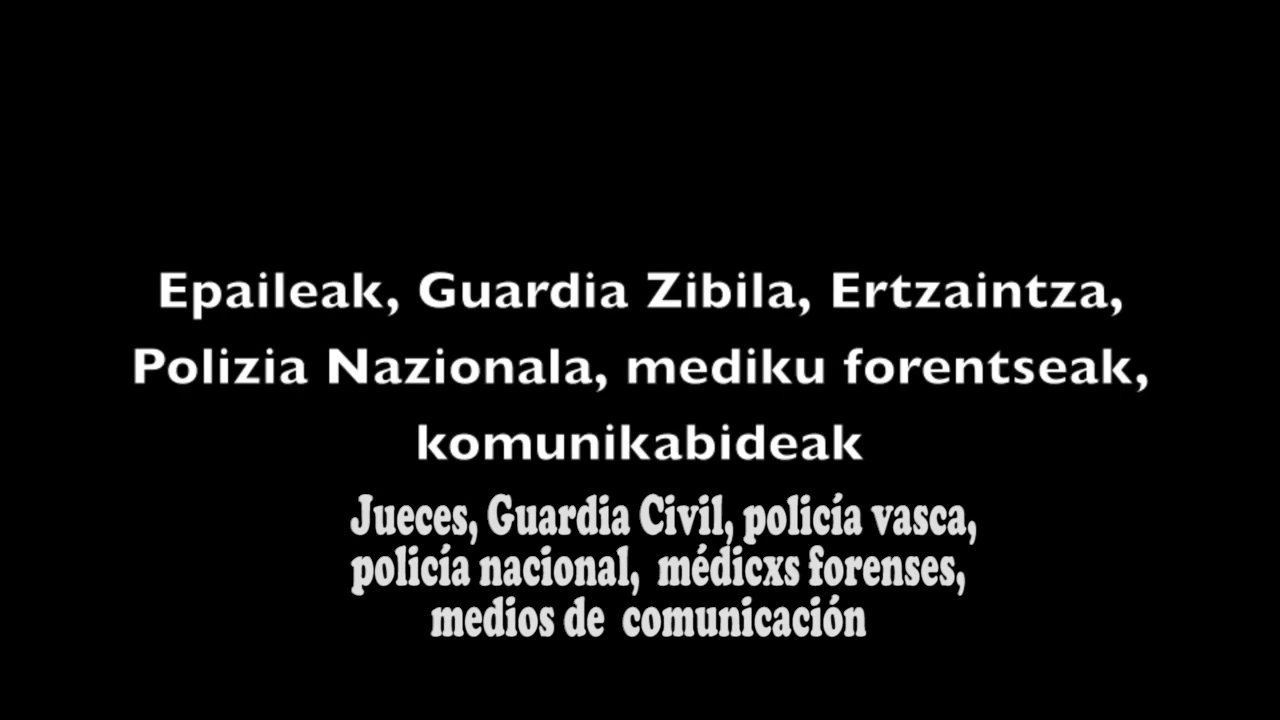 Epaileak, Guardia Zibila, Ertzaintza,
Polizia Nazionala, mediku forentseak,
komunikabideak
Jueces, Guardia Civil, policía vasca,
policía nacional, médicxs forenses,
medios de comunicación